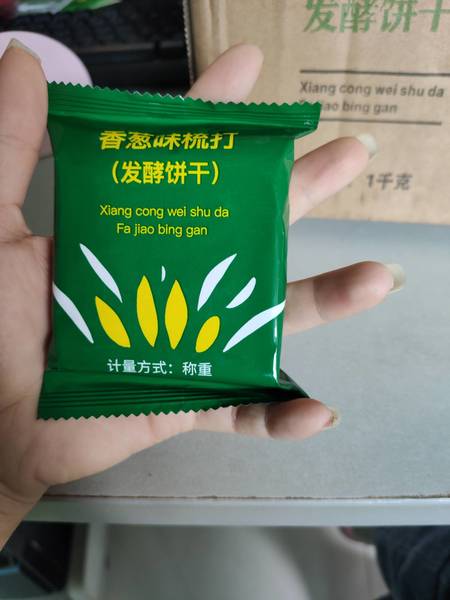 香葱味梳打
(发酵饼干)
Xiang cong wei shu da
Fa jiao bing gan
计量方式：称重
发酵饼干
Xiang cong wei shu da
jiao bing gan
1千克